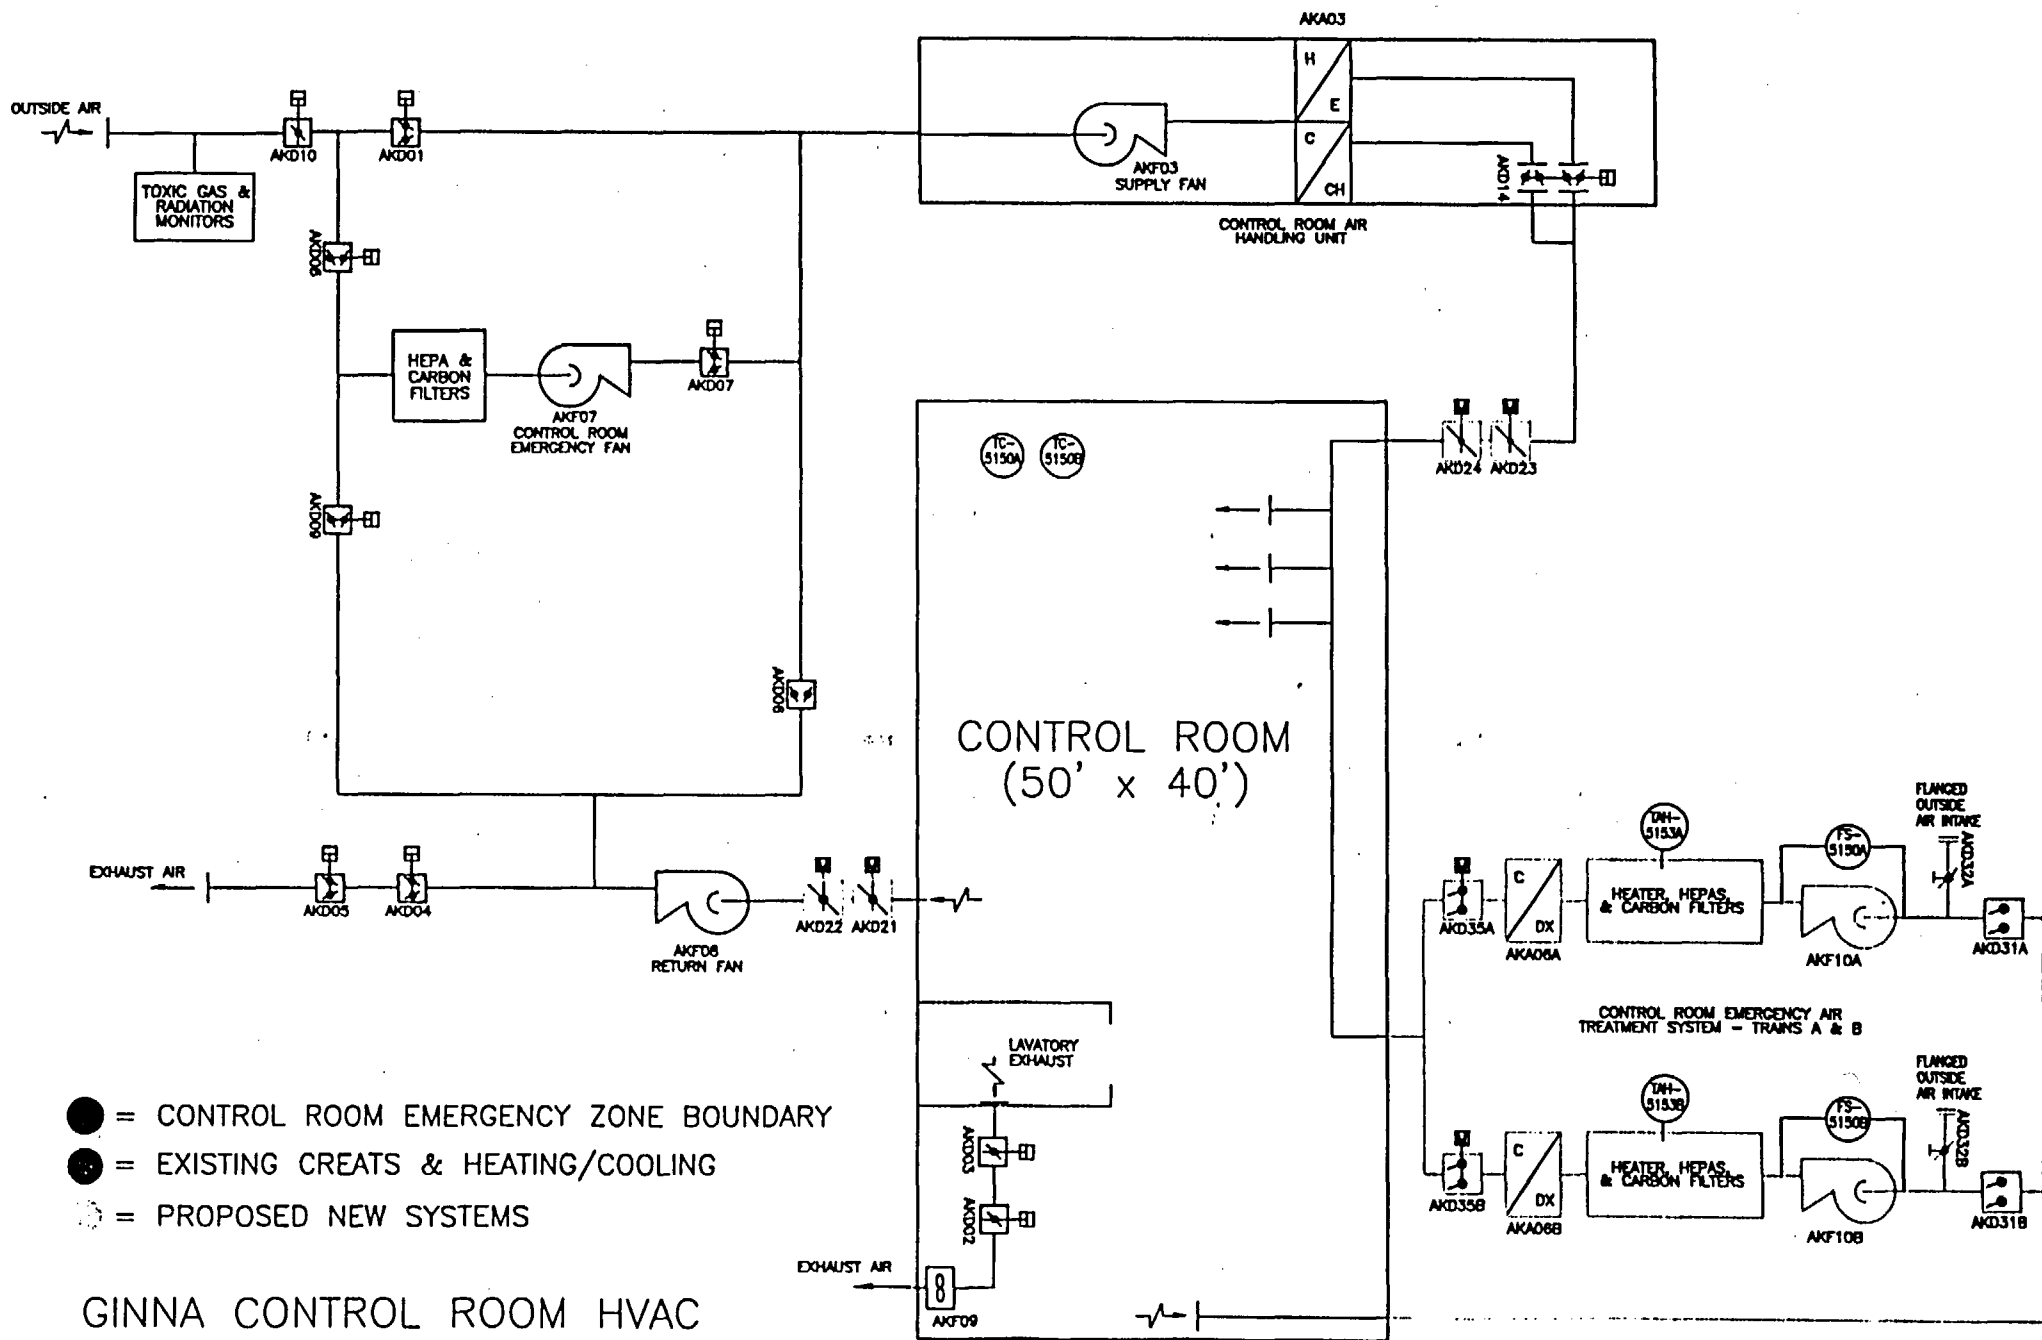 AKA03
H
E
C
CH
OUTSIDE AIR
AKD10
AKD01
TOXIC GAS &
RADIATION
MONITORS
AKF03
SUPPLY FAN
AKD14
CONTROL ROOM AIR
HANDLING UNIT
HEPA &
CARBON
FILTERS
AKF07
CONTROL ROOM
EMERGENCY FAN
AKD07
AKD09
TC-
5150A
TC-
5150B
AKD24
AKD23
CONTROL ROOM
(50' x 40')
EXHAUST AIR
AKD05
AKD04
RETURN FAN
AKD22
AKD21
LAVATORY
EXHAUST
AKD03
AKD02
EXHAUST AIR
AKF09
AKD35A
C
DX
AKA06A
TAH-
5153A
HEATER, HEPAS,
& CARBON FILTERS
FS-
5150A
AKF10A
FLANGED
OUTSIDE
AIR INTAKE
AKD32A
AKD31A
CONTROL ROOM EMERGENCY AIR
TREATMENT SYSTEM - TRAINS A & B
AKD35B
C
DX
AKA06B
TAH-
5153B
HEATER, HEPAS,
& CARBON FILTERS
FS-
5150B
AKF10B
FLANGED
OUTSIDE
AIR INTAKE
AKD32B
AKD31B
= CONTROL ROOM EMERGENCY ZONE BOUNDARY
= EXISTING CREATS & HEATING/COOLING
= PROPOSED NEW SYSTEMS
GINNA CONTROL ROOM HVAC